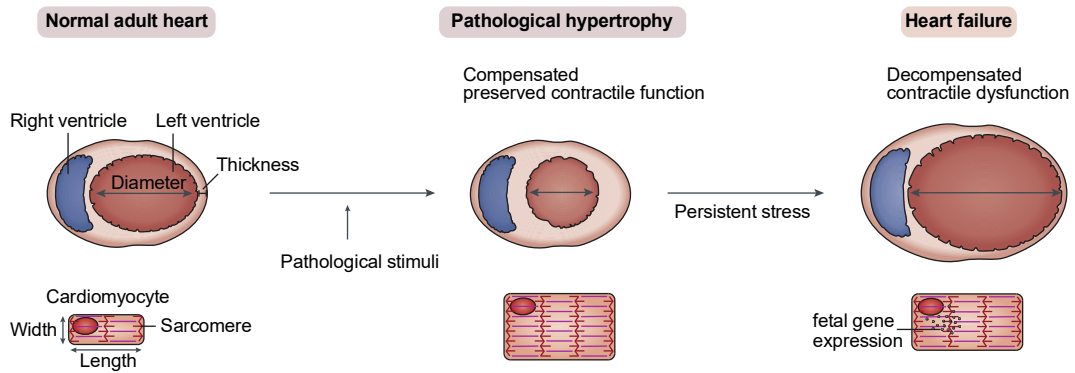 Normal adult heart
Pathological hypertrophy
Heart failure
Compensated
preserved contractile function
Decompensated
contractile dysfunction
Right ventricle
Left ventricle
Thickness
Diameter
Pathological stimuli
Persistent stress
Cardiomyocyte
Width
Sarcomere
Length
fetal gene
expression